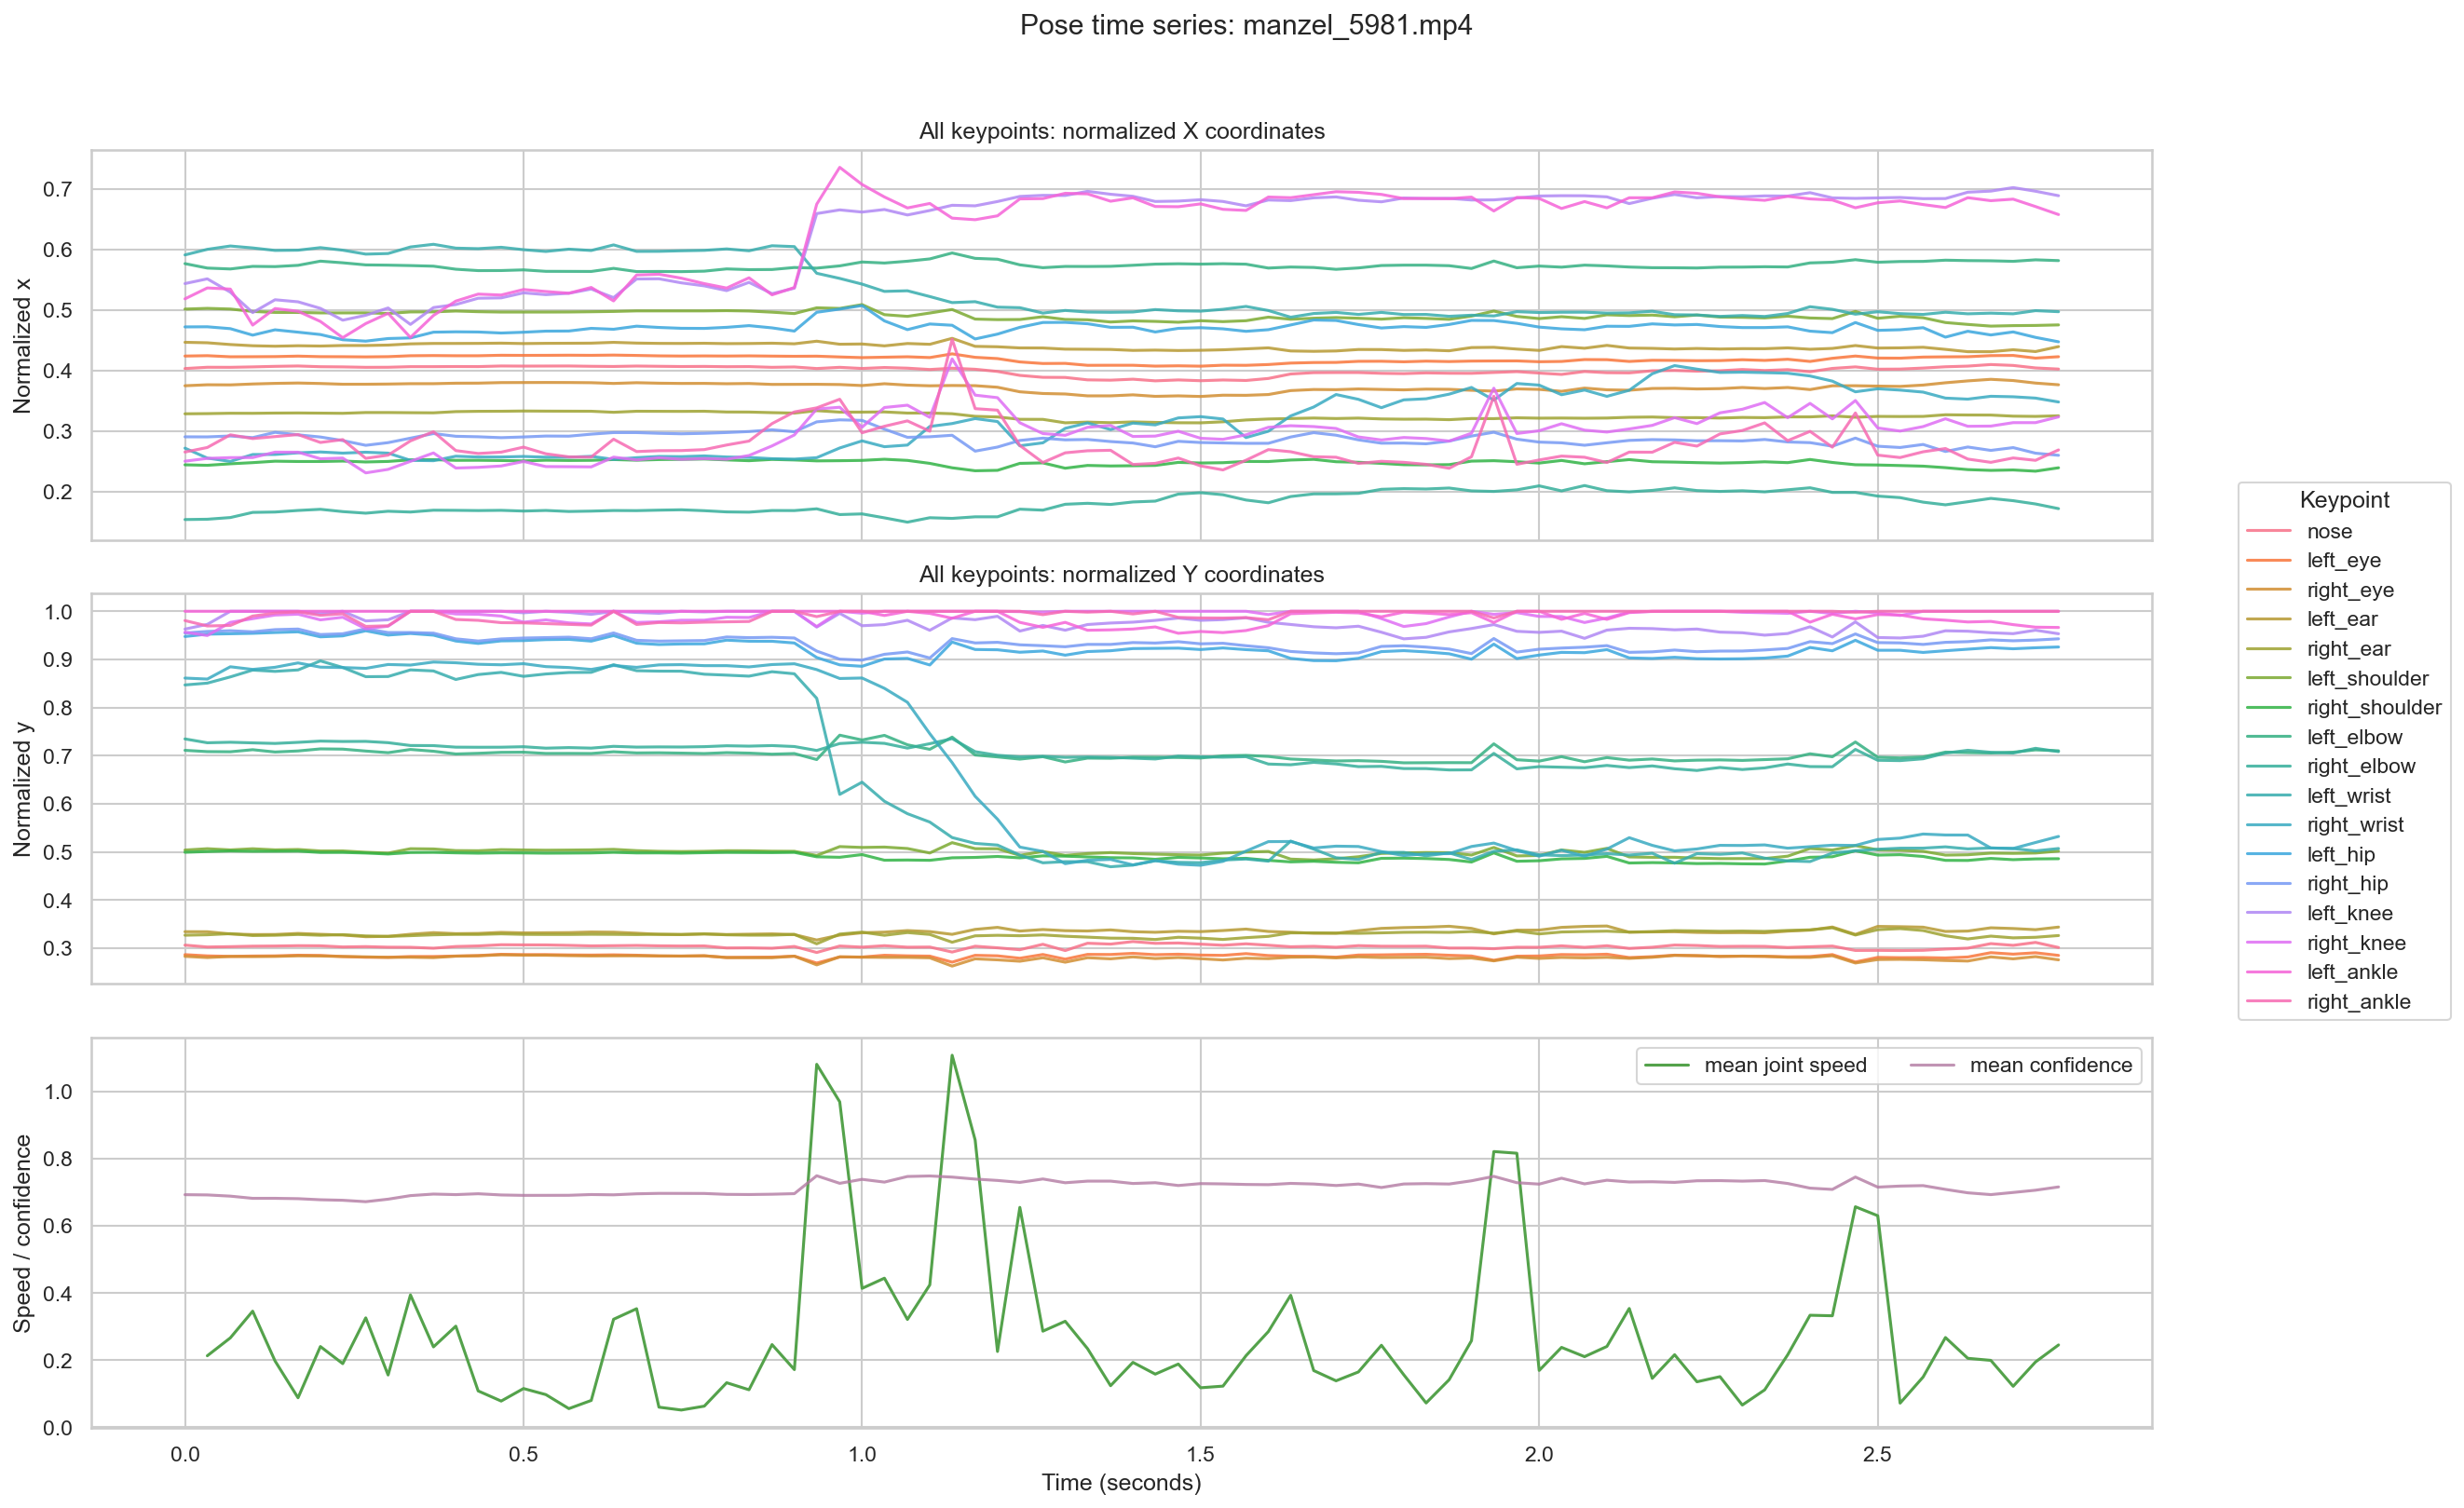 Pose time series: manzel_5981.mp4
All keypoints: normalized X coordinates
Normalized x
0.7
0.6
0.5
0.4
0.3
0.2
All keypoints: normalized Y coordinates
Normalized y
1.0
0.9
0.8
0.7
0.6
0.5
0.4
0.3
Keypoint
nose
left_eye
right_eye
left_ear
right_ear
left_shoulder
right_shoulder
left_elbow
right_elbow
left_wrist
right_wrist
left_hip
right_hip
left_knee
right_knee
left_ankle
right_ankle
Speed / confidence
1.0
0.8
0.6
0.4
0.2
0.0
mean joint speed mean confidence
0.0 0.5 1.0 1.5 2.0 2.5
Time (seconds)